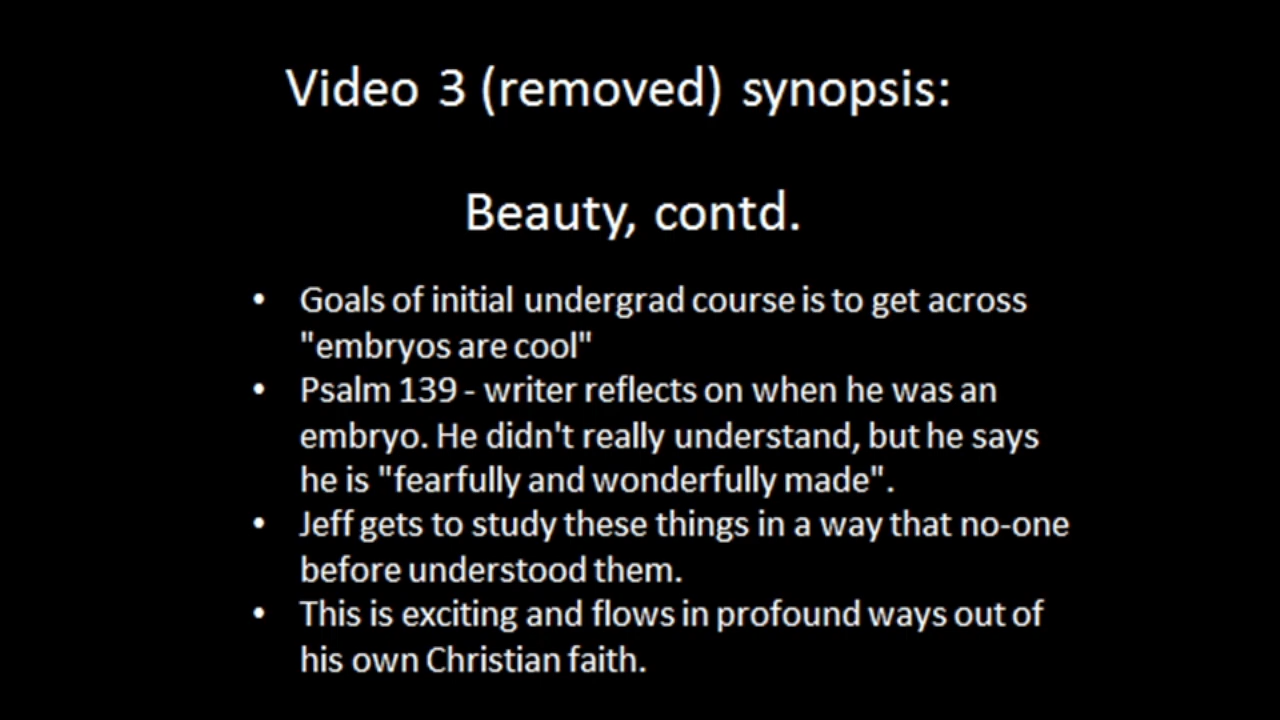 Video 3 (removed) synopsis:
Beauty, contd.
• Goals of initial undergrad course is to get across
"embryos are cool"
• Psalm 139 - writer reflects on when he was an
embryo. He didn't really understand, but he says
he is "fearfully and wonderfully made".
• Jeff gets to study these things in a way that no-one
before understood them.
• This is exciting and flows in profound ways out of
his own Christian faith.